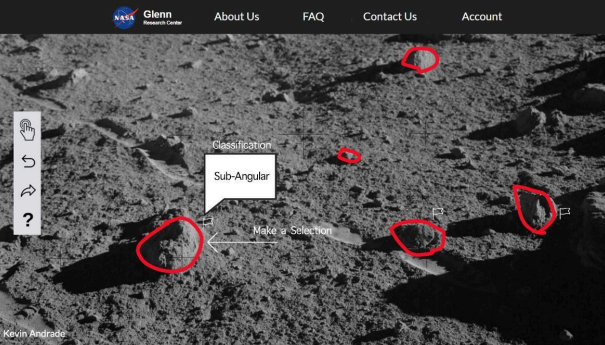 NASA
Glenn
Research Center
About Us
FAQ
Contact Us
Account
Classification
Sub-Angular
Make a Selection
?
Kevin Andrade